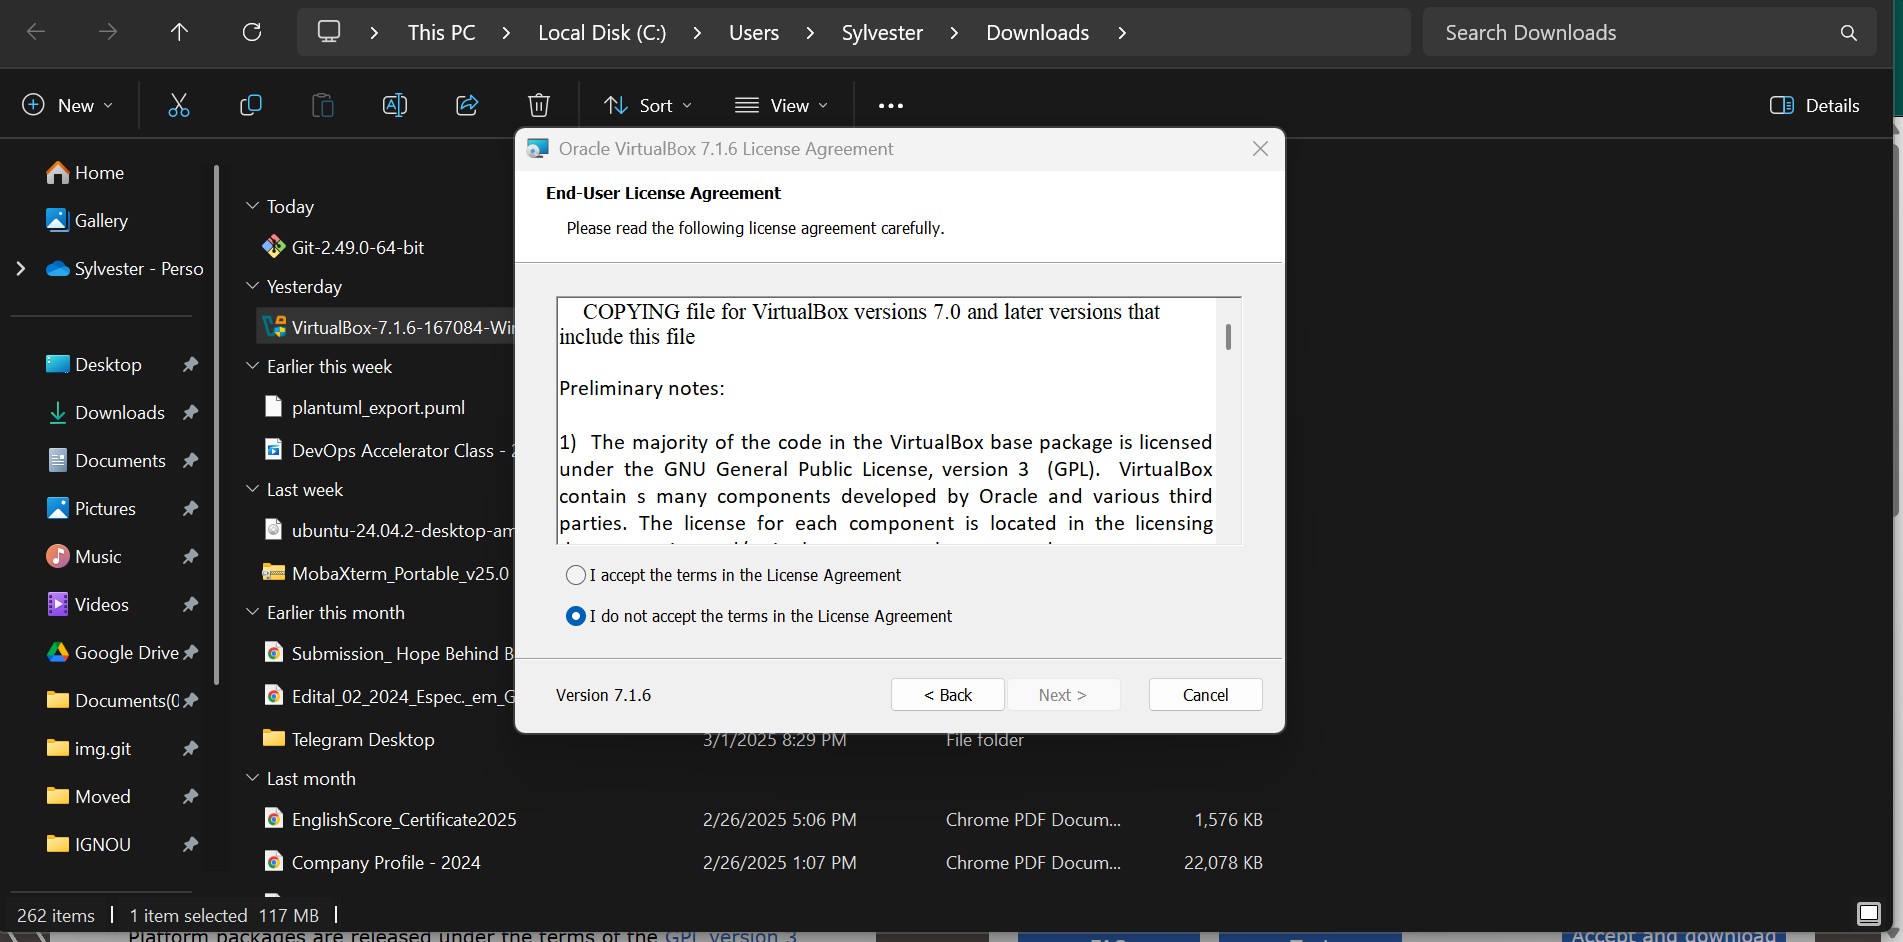 This PC
Local Disk (C:)
Users
Sylvester
Downloads
Search Downloads
New
Sort
View
Details
Home
Gallery
Sylvester - Perso
Desktop
Downloads
Documents
Pictures
Music
Videos
Google Drive
Documents(
img.git
Moved
IGNOU
Today
Git-2.49.0-64-bit
Yesterday
VirtualBox-7.1.6-167084-Wi
Earlier this week
plantuml_export.puml
DevOps Accelerator Class -
Last week
ubuntu-24.04.2-desktop-am
MobaXterm_Portable_v25.0
Earlier this month
Submission_ Hope Behind B
Edital_02_2024_Espec._em_G
Telegram Desktop 3/1/2025 8:29 PM File folder
Last month
EnglishScore_Certificate2025 2/26/2025 5:06 PM Chrome PDF Docum... 1,576 KB
Company Profile - 2024 2/26/2025 1:07 PM Chrome PDF Docum... 22,078 KB
Oracle VirtualBox 7.1.6 License Agreement
End-User License Agreement
Please read the following license agreement carefully.
COPYING file for VirtualBox versions 7.0 and later versions that
include this file
Preliminary notes:
1) The majority of the code in the VirtualBox base package is licensed
under the GNU General Public License, version 3 (GPL). VirtualBox
contain s many components developed by Oracle and various third
parties. The license for each component is located in the licensing
I accept the terms in the License Agreement
I do not accept the terms in the License Agreement
Version 7.1.6
< Back
Next >
Cancel
262 items
1 item selected 117 MB
Platform packages are released under the terms of the GPL version 3
Accept and download